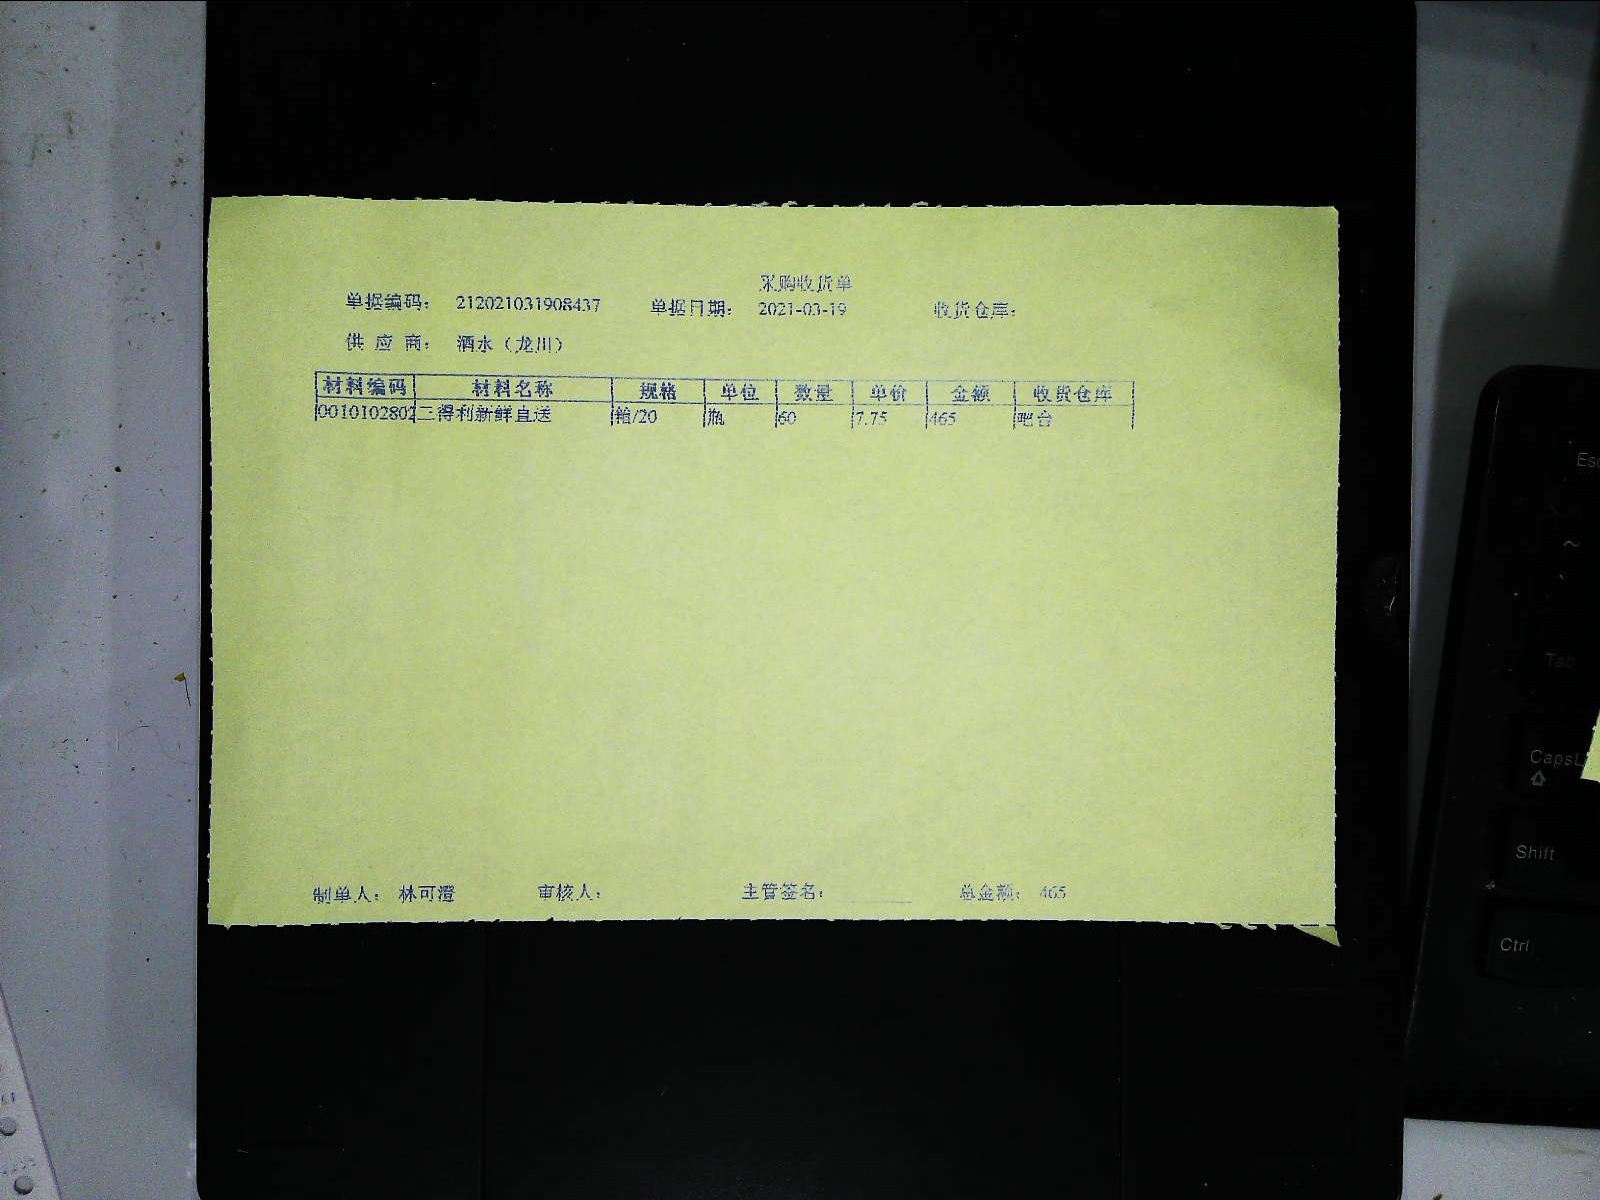 采购收货单
单据编码： 212021031908437 单据日期： 2021-03-19 收货仓库：
供应商： 酒水（龙川）
材料编码 材料名称 规格 单位 数量 单价 金额 收货仓库
0010102802 二得利新鲜直送 箱/20 瓶 60 7.75 465 吧台
制单人： 林可澄 审核人： 主管签名： 总金额： 465
Esc
~
Tab
CapsL
Shift
Ctrl